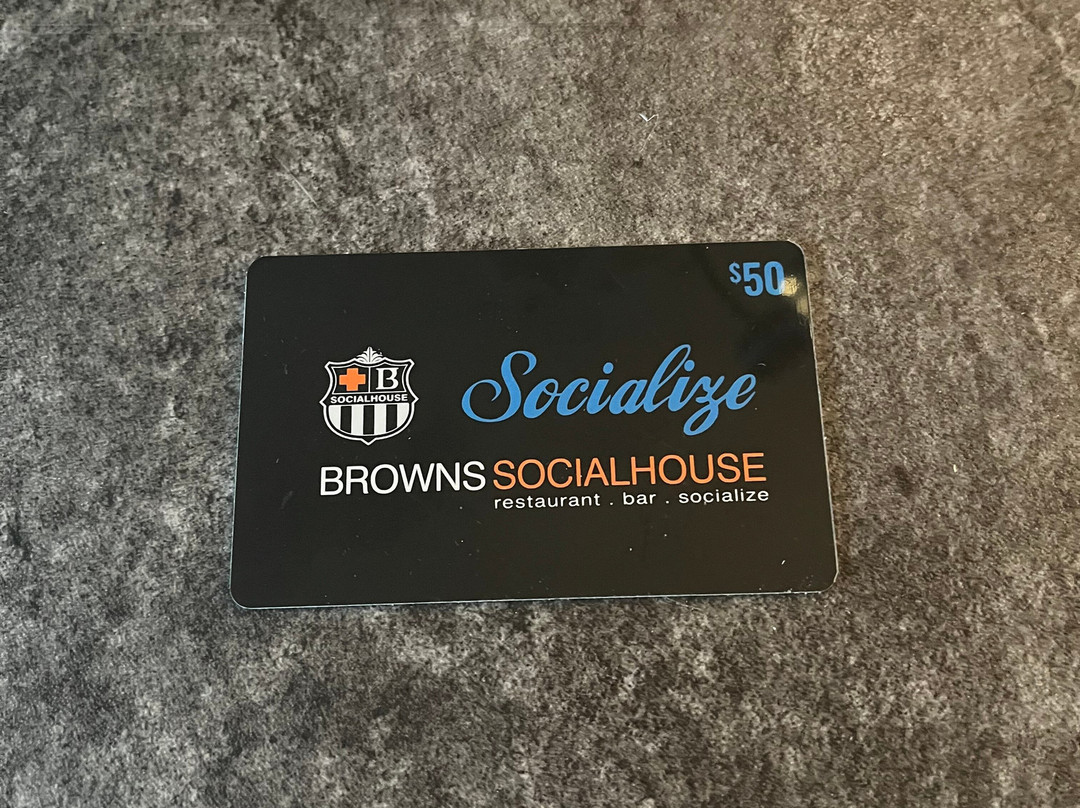 $50
B
SOCIALHOUSE
Socialize
BROWNS SOCIALHOUSE
restaurant . bar . socialize